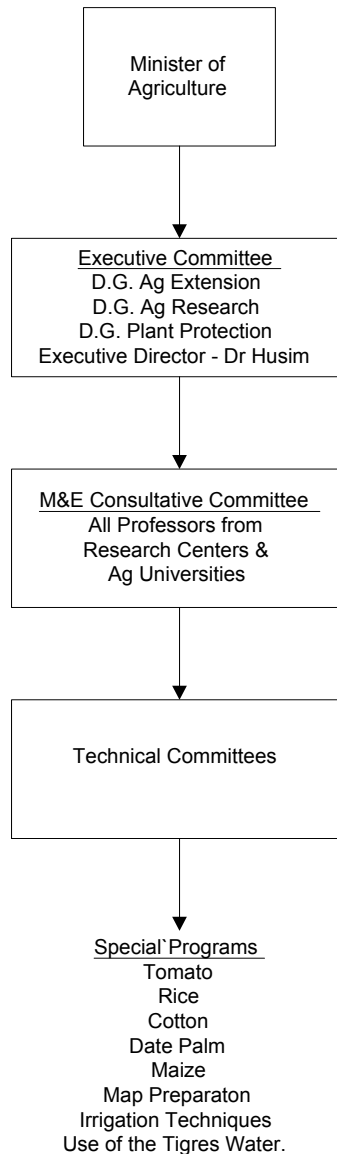 Minister of
Agriculture
Executive Committee
D.G. Ag Extension
D.G. Ag Research
D.G. Plant Protection
Executive Director - Dr Husim
M&E Consultative Committee
All Professors from
Research Centers &
Ag Universities
Technical Committees
Special`Programs
Tomato
Rice
Cotton
Date Palm
Maize
Map Preparaton
Irrigation Techniques
Use of the Tigres Water.